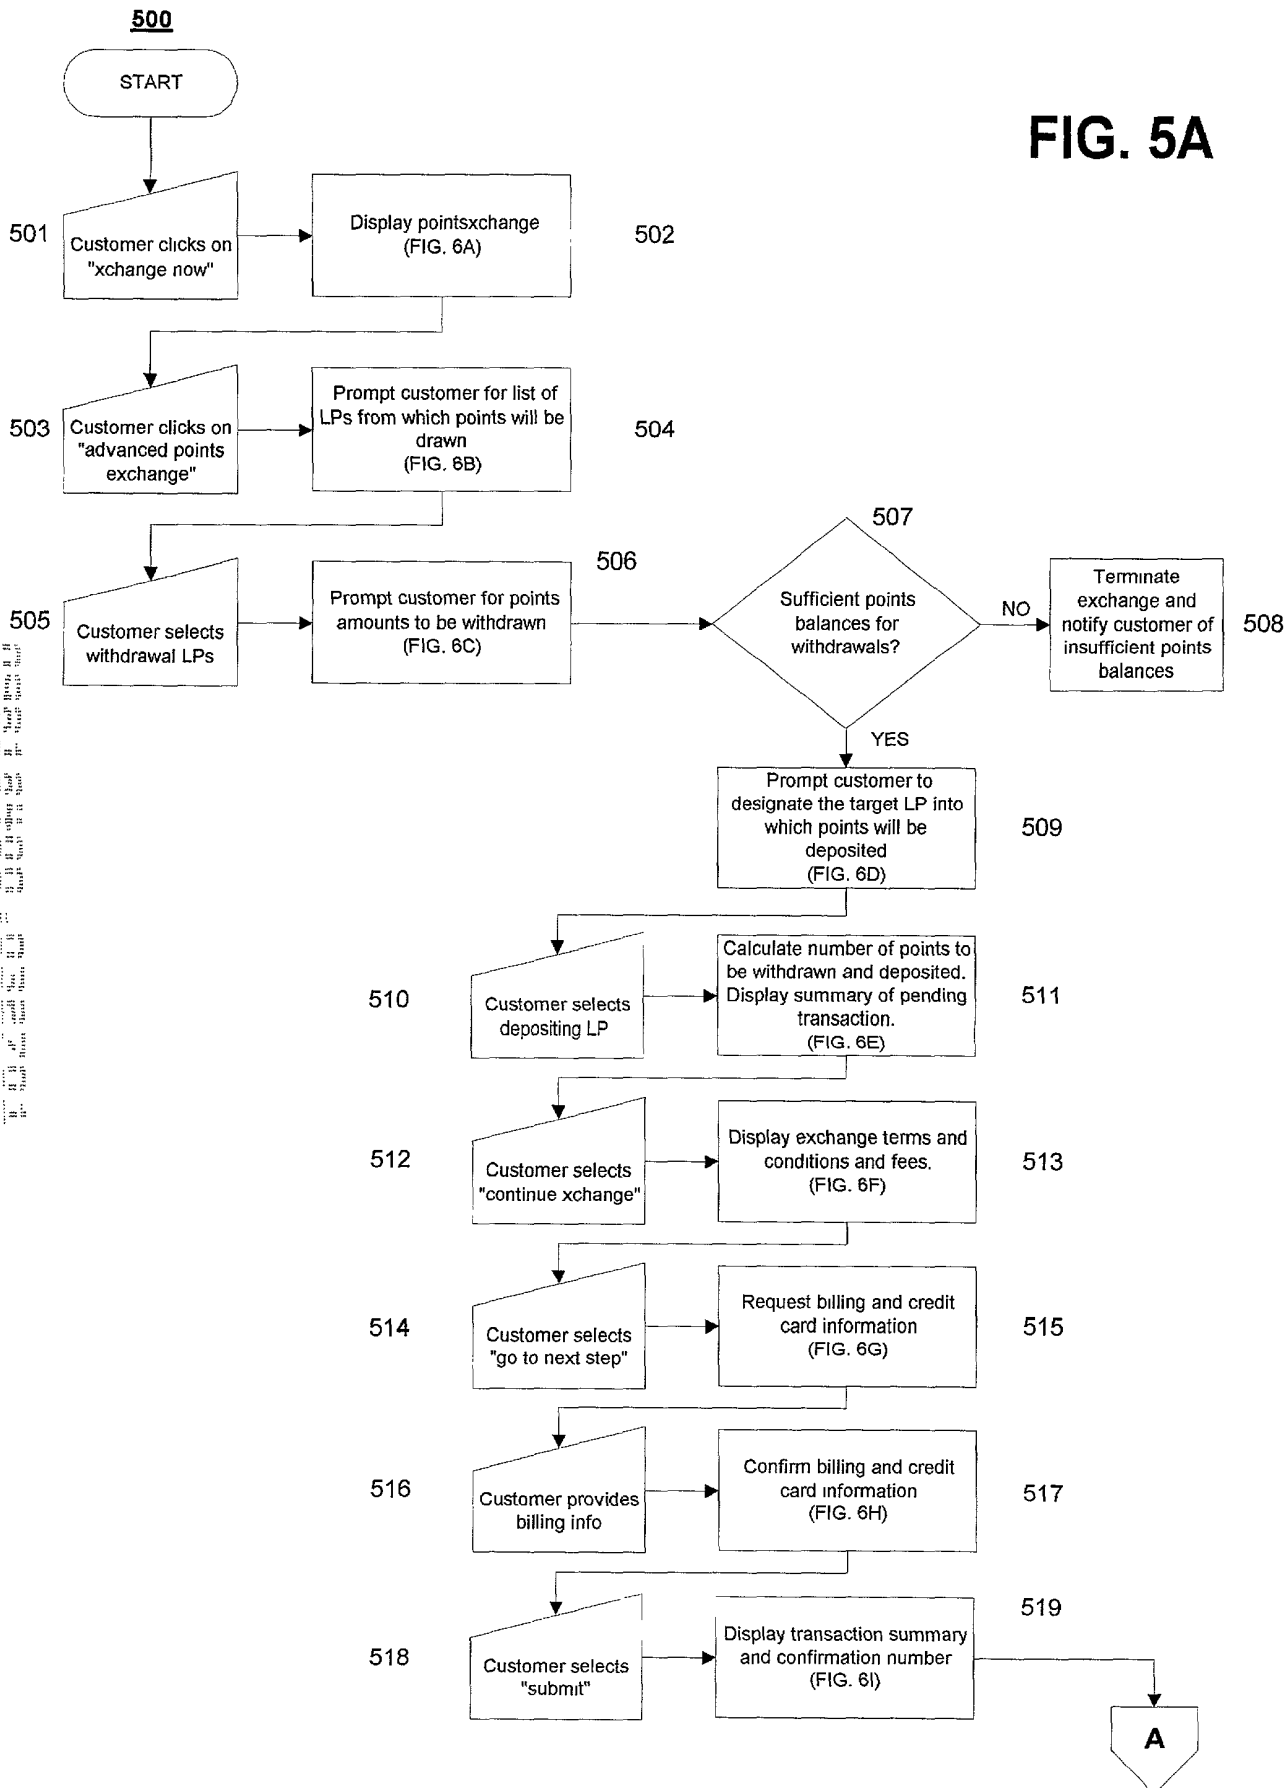 500
START
FIG. 5A
501
Customer clicks on
"xchange now"
Display pointsxchange
(FIG. 6A)
502
503
Customer clicks on
"advanced points
exchange"
Prompt customer for list of
LPs from which points will be
drawn
(FIG. 6B)
504
505
Customer selects
withdrawal LPs
Prompt customer for points
amounts to be withdrawn
(FIG. 6C)
506
507
Sufficient points
balances for
withdrawals?
NO
Terminate
exchange and
notify customer of
insufficient points
balances
508
YES
Prompt customer to
designate the target LP into
which points will be
deposited
(FIG. 6D)
509
510
Customer selects
depositing LP
Calculate number of points to
be withdrawn and deposited.
Display summary of pending
transaction.
(FIG. 6E)
511
512
Customer selects
"continue xchange"
Display exchange terms and
conditions and fees.
(FIG. 6F)
513
514
Customer selects
"go to next step"
Request billing and credit
card information
(FIG. 6G)
515
516
Customer provides
billing info
Confirm billing and credit
card information
(FIG. 6H)
517
518
Customer selects
"submit"
Display transaction summary
and confirmation number
(FIG. 6I)
519
A